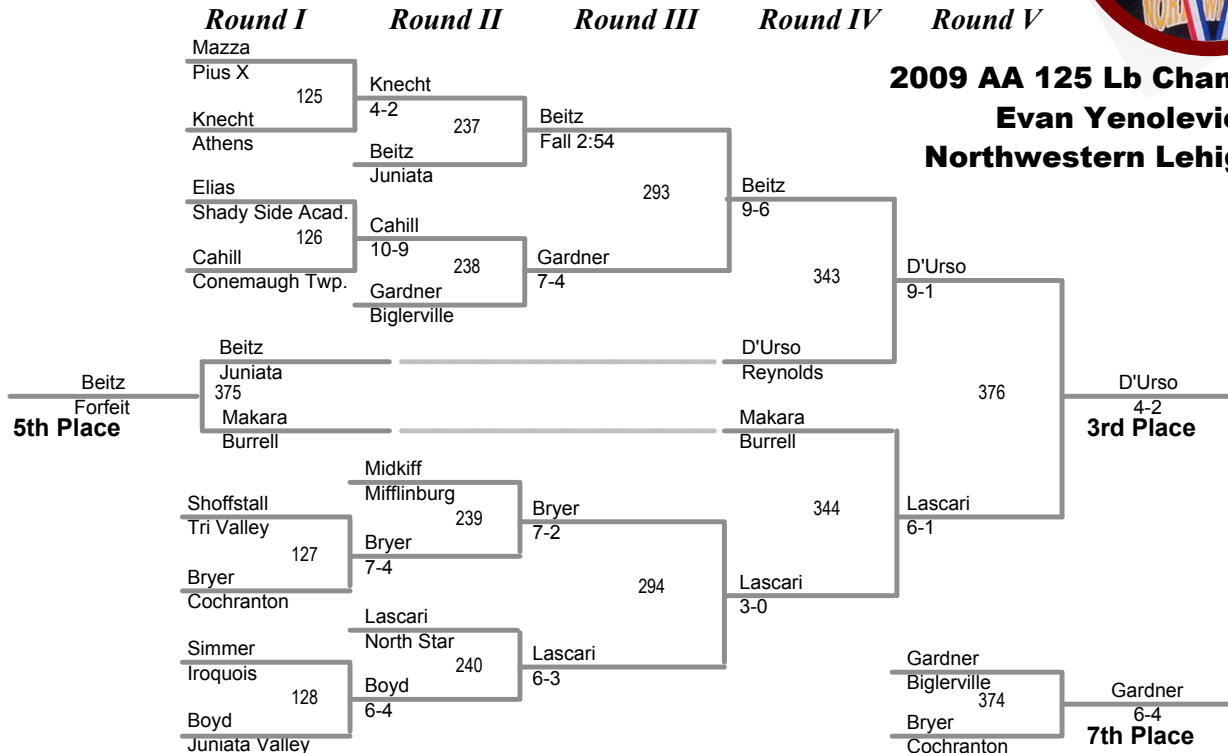 Round I Round II Round III Round IV Round V
2009 AA 125 Lb
Evan
Northwestern
Mazza
Pius X
125
Knecht
Athens
Knecht
4-2
237
Beitz
Juniata
Beitz
Fall 2:54
Elias
Shady Side Acad.
126
Cahill
Conemaugh Twp.
Cahill
10-9
238
Gardner
Biglerville
Gardner
7-4
293
Beitz
9-6
343
D'Urso
Reynolds
D'Urso
9-1
Beitz
Juniata
375
Makara
Burrell
Beitz
Forfeit
5th Place
Makara
Burrell
376
D'Urso
4-2
3rd Place
Midkiff
Mifflinburg
239
Shoffstall
Tri Valley
127
Bryer
Cochranton
Bryer
7-4
Bryer
7-2
294
344
Lascari
6-1
Lascari
3-0
Lascari
North Star
240
Simmer
Iroquois
128
Boyd
Juniata Valley
Boyd
6-4
Lascari
6-3
Gardner
Biglerville
374
Bryer
Cochranton
Gardner
6-4
7th Place